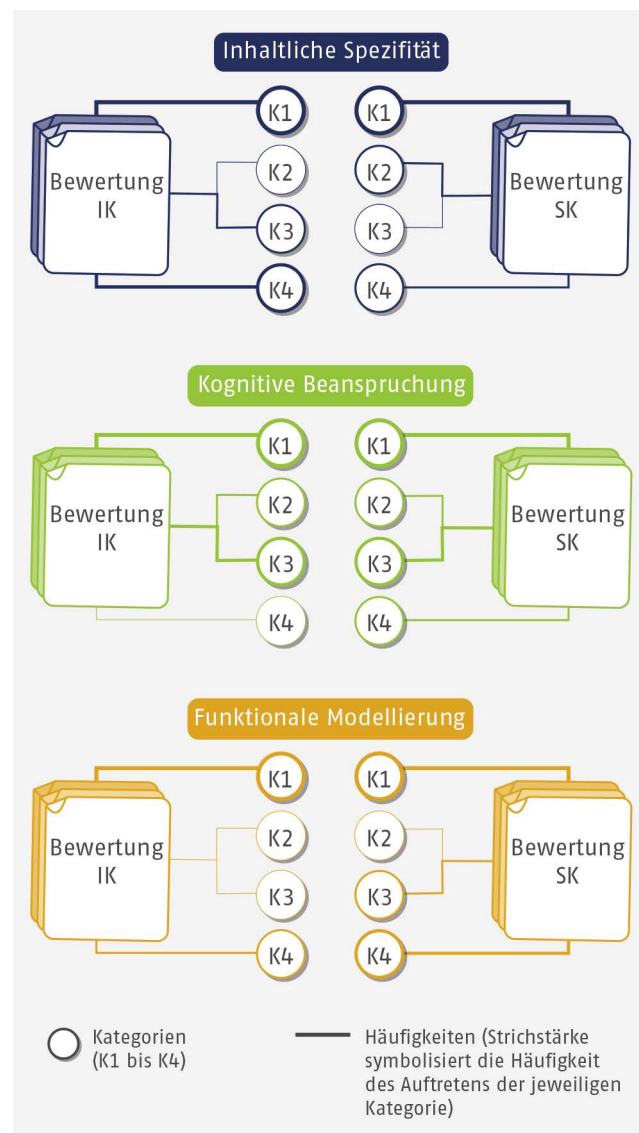 Inhaltliche Spezifität
K1 K1
Bewertung
IK
K2 K2
K3 K3
Bewertung
SK
K4 K4
Kognitive Beanspruchung
K1 K1
Bewertung
IK
K2 K2
K3 K3
Bewertung
SK
K4 K4
Funktionale Modellierung
K1 K1
Bewertung
IK
K2 K2
K3 K3
Bewertung
SK
K4 K4
Kategorien
(K1 bis K4)
Häufigkeiten (Strichstärke
symbolisiert die Häufigkeit
des Auftretens der jeweiligen
Kategorie)